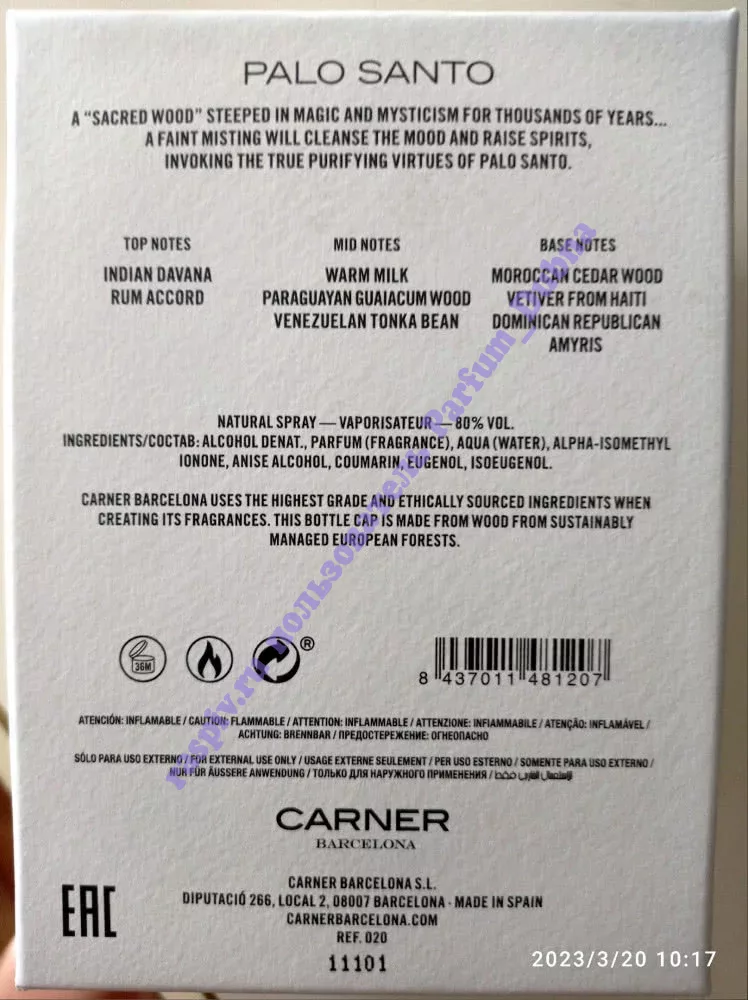 PALO SANTO
A “SACRED WOOD” STEEPED IN MAGIC AND MYSTICISM FOR THOUSANDS OF YEARS...
A FAINT MISTING WILL CLEANSE THE MOOD AND RAISE SPIRITS,
INVOKING THE TRUE PURIFYING VIRTUES OF PALO SANTO.
TOP NOTES
INDIAN DAVANA
RUM ACCORD
MID NOTES
WARM MILK
PARAGUAYAN GUAIACUM WOOD
VENEZUELAN TONKA BEAN
BASE NOTES
MOROCCAN CEDAR WOOD
VETIVER FROM HAITI
DOMINICAN REPUBLICAN
AMYRIS
NATURAL SPRAY — VAPORISATEUR — 80% VOL.
INGREDIENTS/СОСТАВ: ALCOHOL DENAT., PARFUM (FRAGRANCE), AQUA (WATER), ALPHA-ISOMETHYL
IONONE, ANISE ALCOHOL, COUMARIN, EUGENOL, ISOEUGENOL.
CARNER BARCELONA USES THE HIGHEST GRADE AND ETHICALLY SOURCED INGREDIENTS WHEN
CREATING ITS FRAGRANCES. THIS BOTTLE CAP IS MADE FROM WOOD FROM SUSTAINABLY
MANAGED EUROPEAN FORESTS.
36M
®
8 437011 481207
ATENCIÓN: INFLAMABLE / CAUTION: FLAMMABLE / ATTENTION: INFLAMMABLE / ATTENZIONE: INFIAMMABILE / ATENÇÃO: INFLAMÁVEL /
ACHTUNG: BRENNBAR / ПРЕДОСТЕРЕЖЕНИЕ: ОГНЕОПАСНО
SÓLO PARA USO EXTERNO / FOR EXTERNAL USE ONLY / USAGE EXTERNE SEULEMENT / PER USO ESTERNO / SOMENTE PARA USO EXTERNO /
NUR FÜR ÄUSSERE ANWENDUNG / ТОЛЬКО ДЛЯ НАРУЖНОГО ПРИМЕНЕНИЯ /
CARNER
BARCELONA
CARNER BARCELONA S.L.
DIPUTACIÓ 266, LOCAL 2, 08007 BARCELONA · MADE IN SPAIN
CARNERBARCELONA.COM
REF. 020
11101
EAC
2023/3/20 10:17